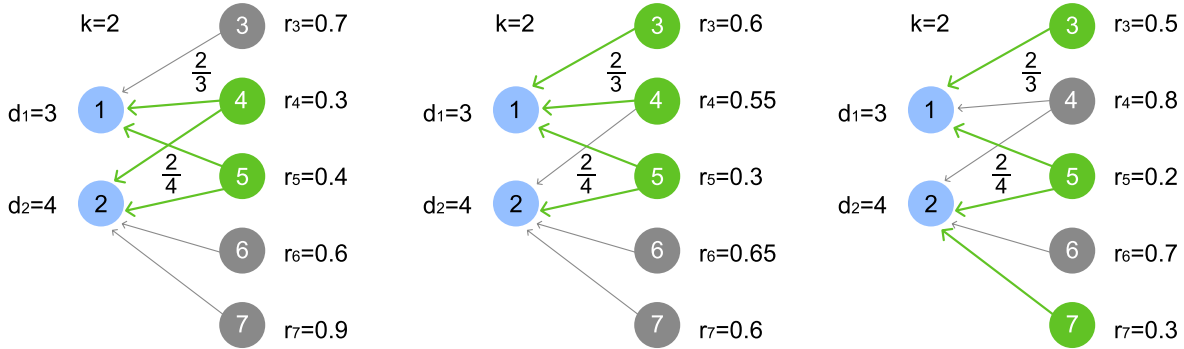 k=2
3
r3=0.7
2
3
4
r4=0.3
d1=3
1
2
4
5
r5=0.4
d2=4
2
6
r6=0.6
7
r7=0.9
k=2
3
r3=0.6
2
3
4
r4=0.55
d1=3
1
2
4
5
r5=0.3
d2=4
2
6
r6=0.65
7
r7=0.6
k=2
3
r3=0.5
2
3
4
r4=0.8
d1=3
1
2
4
5
r5=0.2
d2=4
2
6
r6=0.7
7
r7=0.3